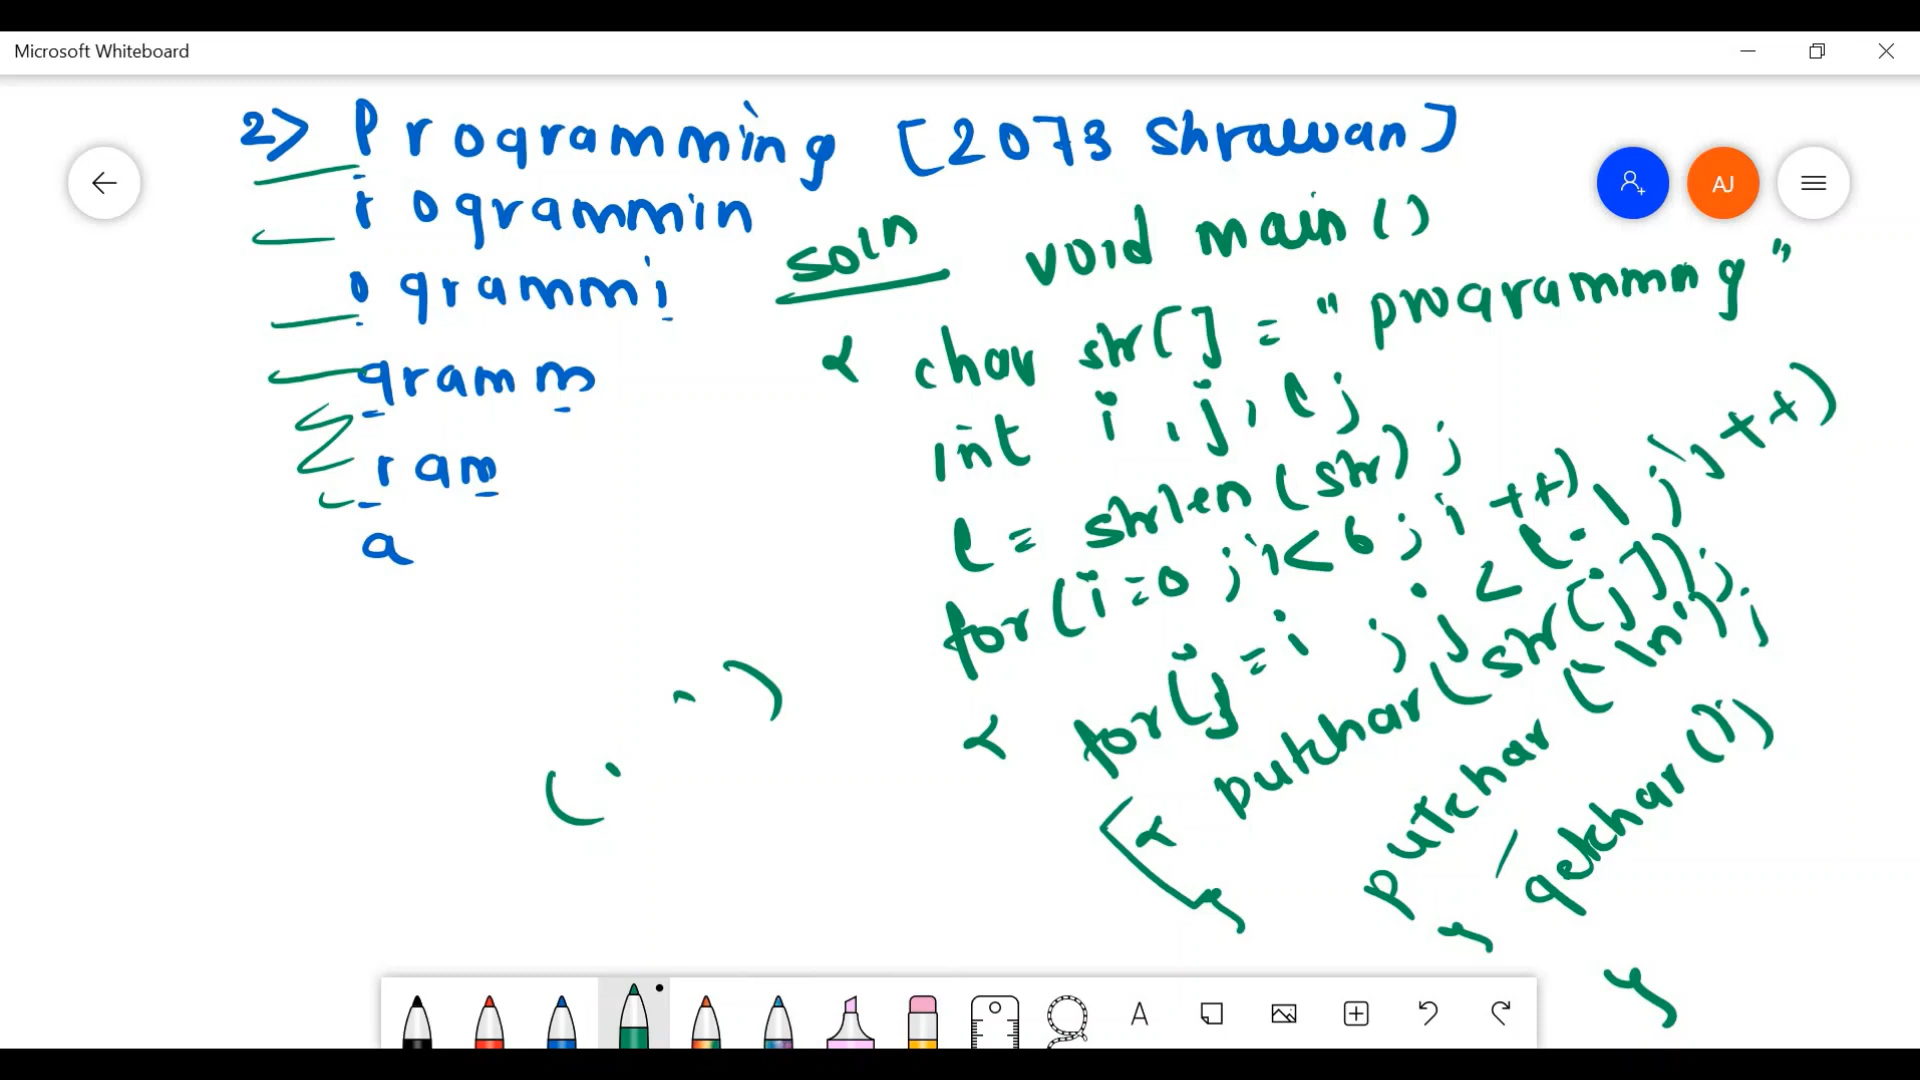 Microsoft Whiteboard
2> Programming [2073 Shrawan]
rogrammin
ogrammi
gramm
ram
a
soln
void main()
{ char str[] = "programmng"
int i, j, l;
l = strlen(str);
for(i=0; i<6; i++)
{ for(j=i; j<l-i; j++)
{ putchar(str[j]);
}
putchar('\n');
}
getchar();
}
AJ
A